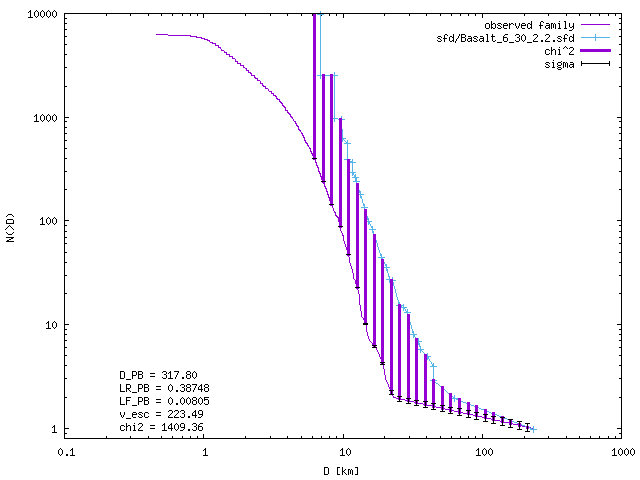 10000
observed family
sfd/Basalt_6_30_2.2.sfd
chi^2
sigma
1000
100
N(>D)
10
D_PB = 317.80
LR_PB = 0.38748
LF_PB = 0.00805
v_esc = 223.49
chi2 = 1409.36
1
0.1 1 10 100 1000
D [km]